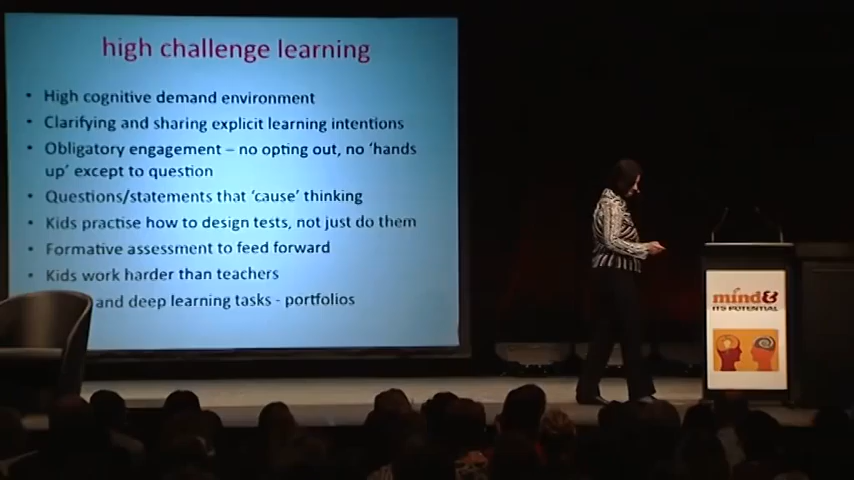 high challenge learning
• High cognitive demand environment
• Clarifying and sharing explicit learning intentions
• Obligatory engagement – no opting out, no ‘hands
up’ except to question
• Questions/statements that ‘cause’ thinking
• Kids practise how to design tests, not just do them
• Formative assessment to feed forward
• Kids work harder than teachers
and deep learning tasks - portfolios
mind&
ITS POTENTIAL